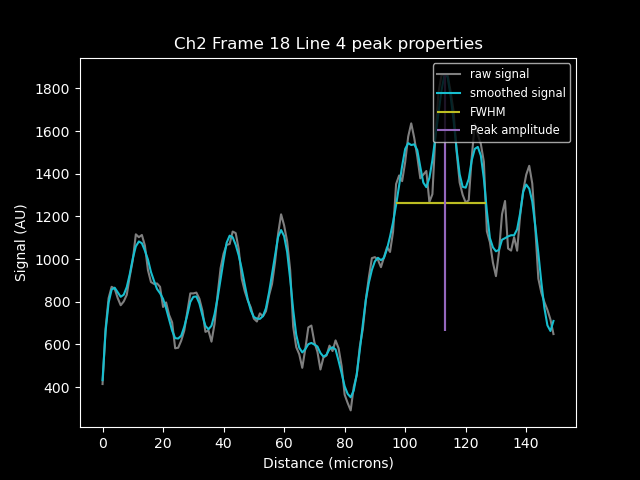 Ch2 Frame 18 Line 4 peak properties
raw signal
smoothed signal
FWHM
Peak amplitude
Signal (AU)
1800
1600
1400
1200
1000
800
600
400
0 20 40 60 80 100 120 140
Distance (microns)